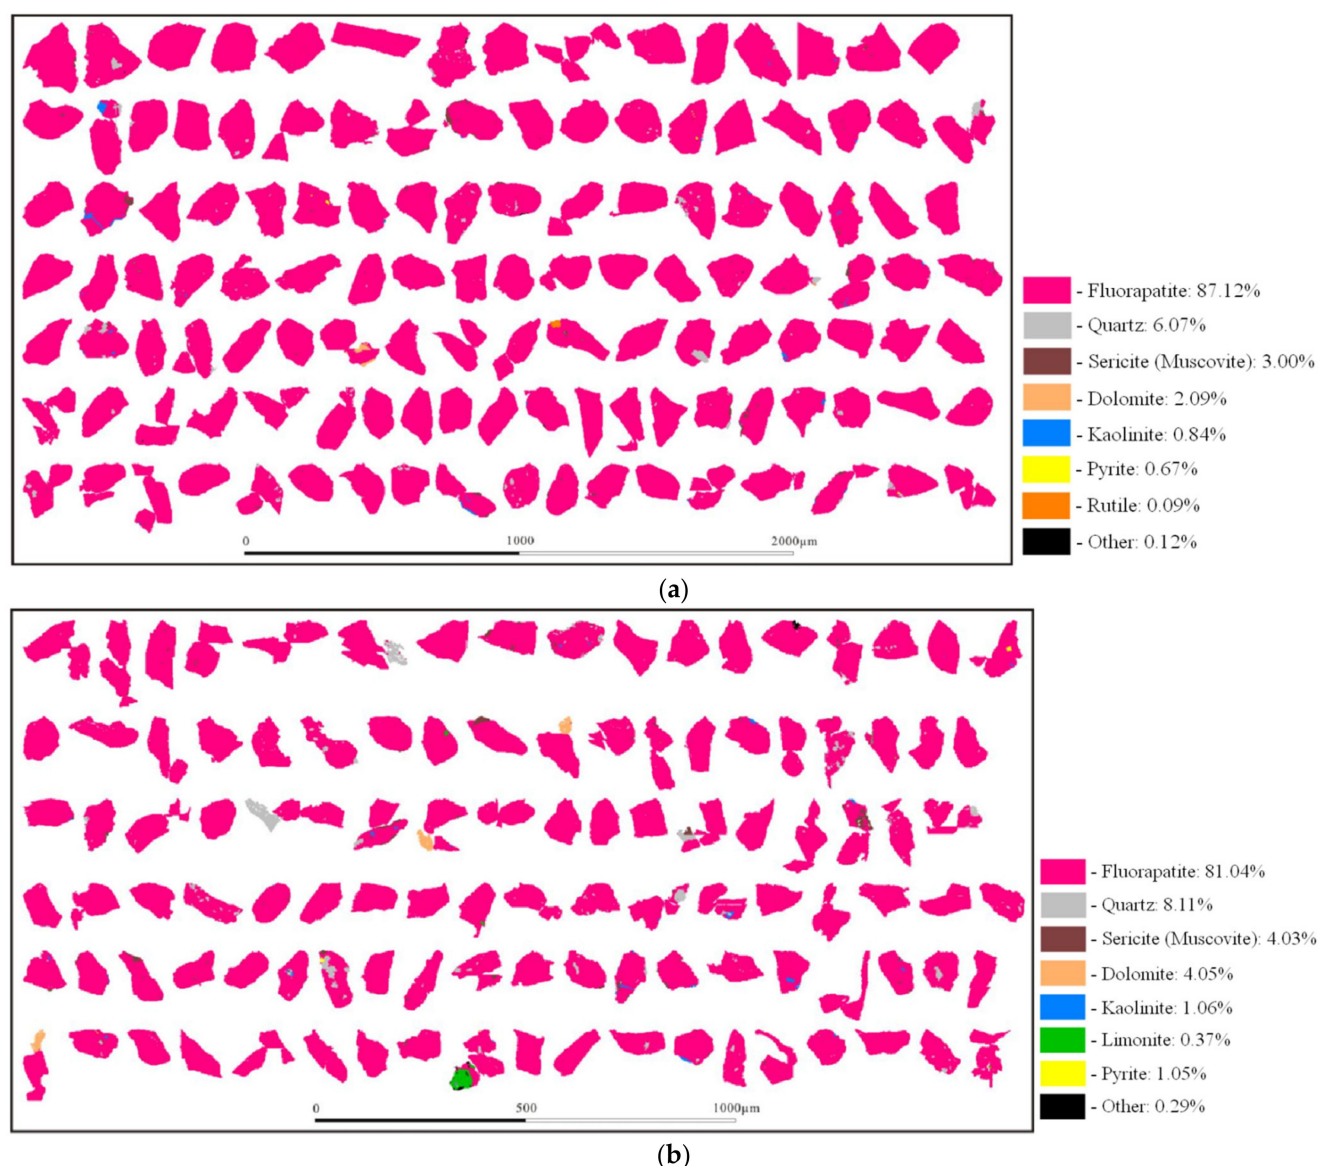 - Fluorapatite: 87.12%
- Quartz: 6.07%
- Sericite (Muscovite): 3.00%
- Dolomite: 2.09%
- Kaolinite: 0.84%
- Pyrite: 0.67%
- Rutile: 0.09%
- Other: 0.12%
0 1000 2000µm
(a)
- Fluorapatite: 81.04%
- Quartz: 8.11%
- Sericite (Muscovite): 4.03%
- Dolomite: 4.05%
- Kaolinite: 1.06%
- Limonite: 0.37%
- Pyrite: 1.05%
- Other: 0.29%
0 500 1000µm
(b)